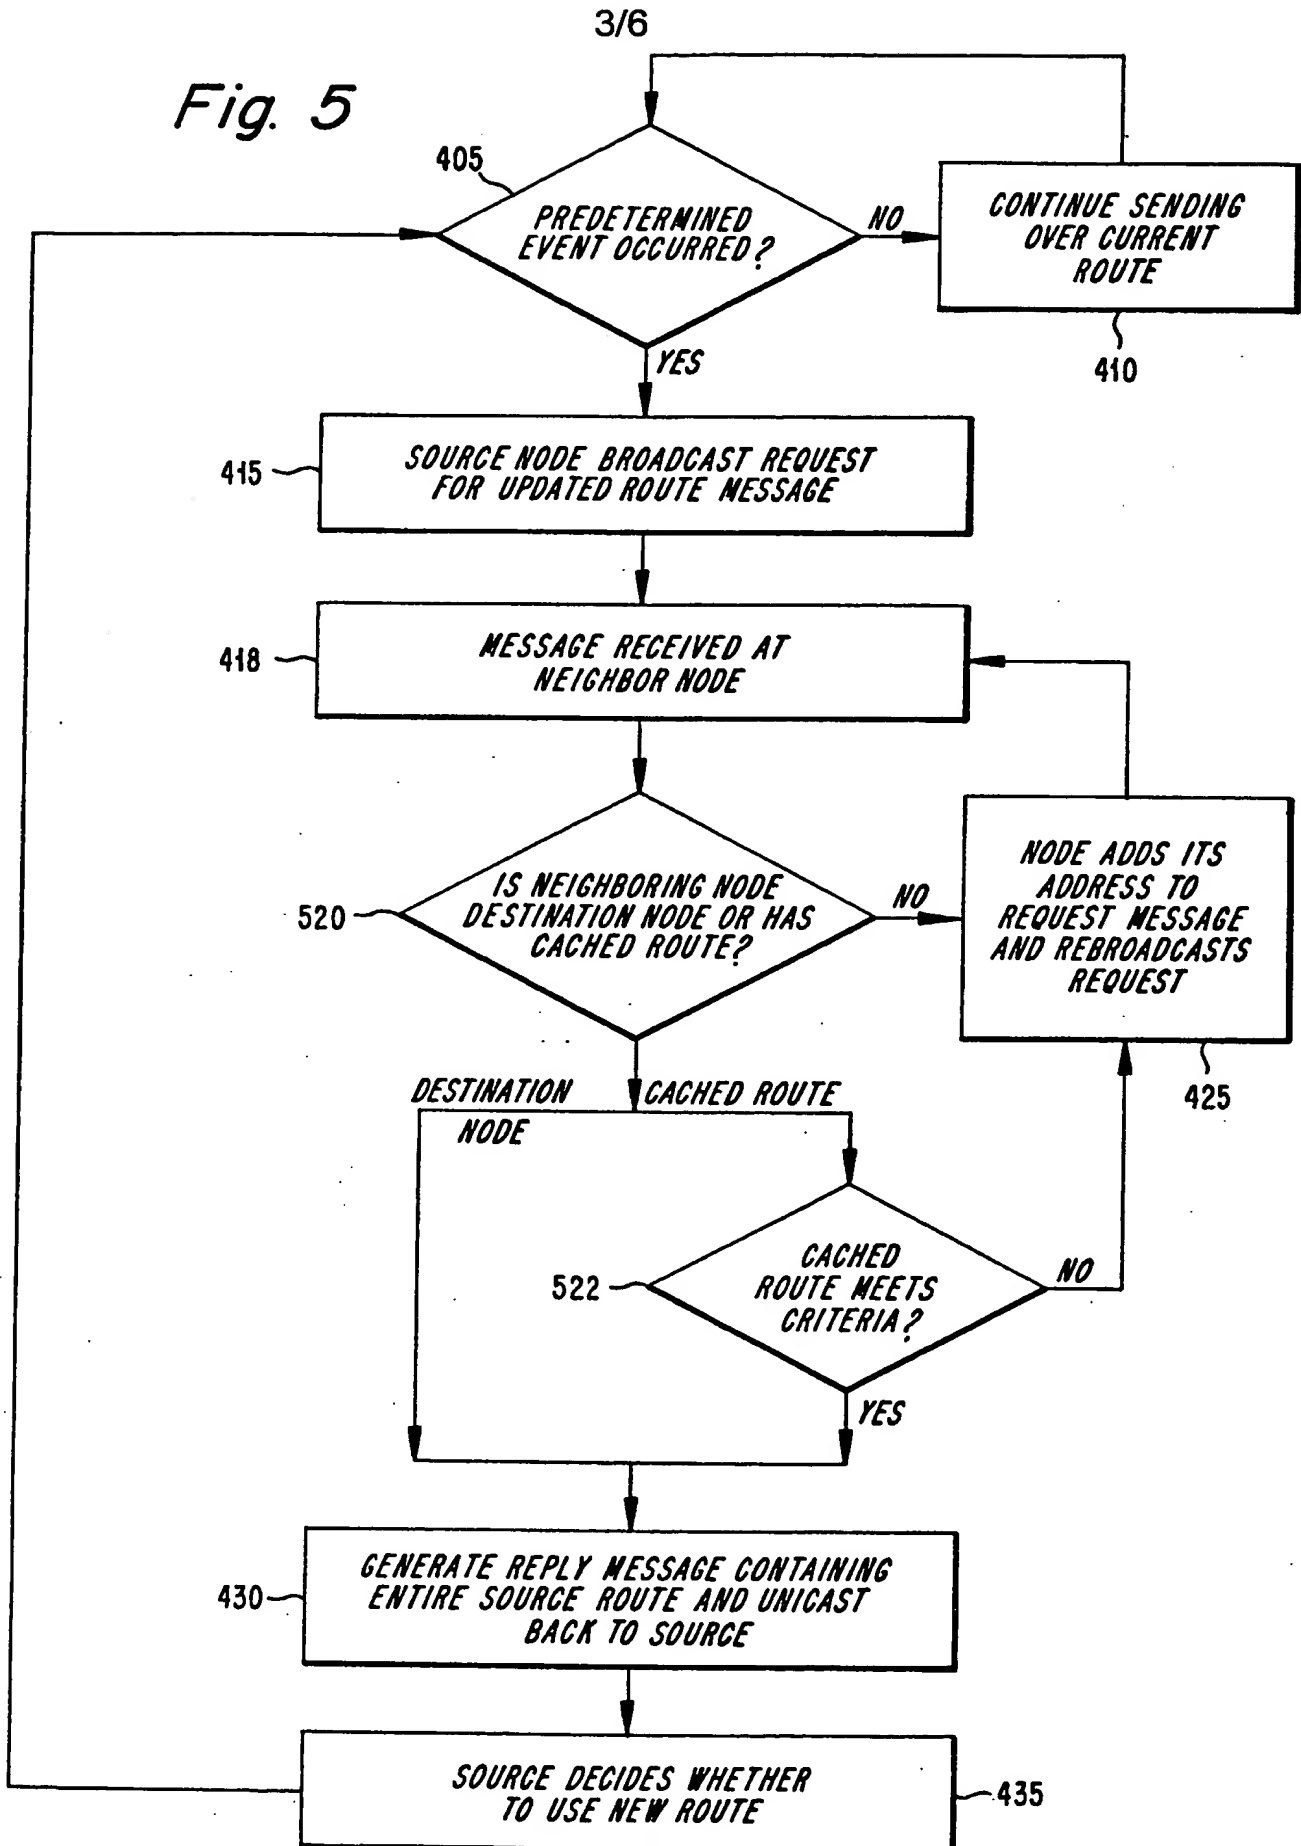 3/6
Fig. 5
405
PREDETERMINED
EVENT OCCURRED?
NO
CONTINUE SENDING
OVER CURRENT
ROUTE
410
YES
415
SOURCE NODE BROADCAST REQUEST
FOR UPDATED ROUTE MESSAGE
418
MESSAGE RECEIVED AT
NEIGHBOR NODE
520
IS NEIGHBORING NODE
DESTINATION NODE OR HAS
CACHED ROUTE?
NO
NODE ADDS ITS
ADDRESS TO
REQUEST MESSAGE
AND REBROADCASTS
REQUEST
425
DESTINATION
NODE
CACHED ROUTE
522
CACHED
ROUTE MEETS
CRITERIA?
NO
YES
430
GENERATE REPLY MESSAGE CONTAINING
ENTIRE SOURCE ROUTE AND UNICAST
BACK TO SOURCE
SOURCE DECIDES WHETHER
TO USE NEW ROUTE
435